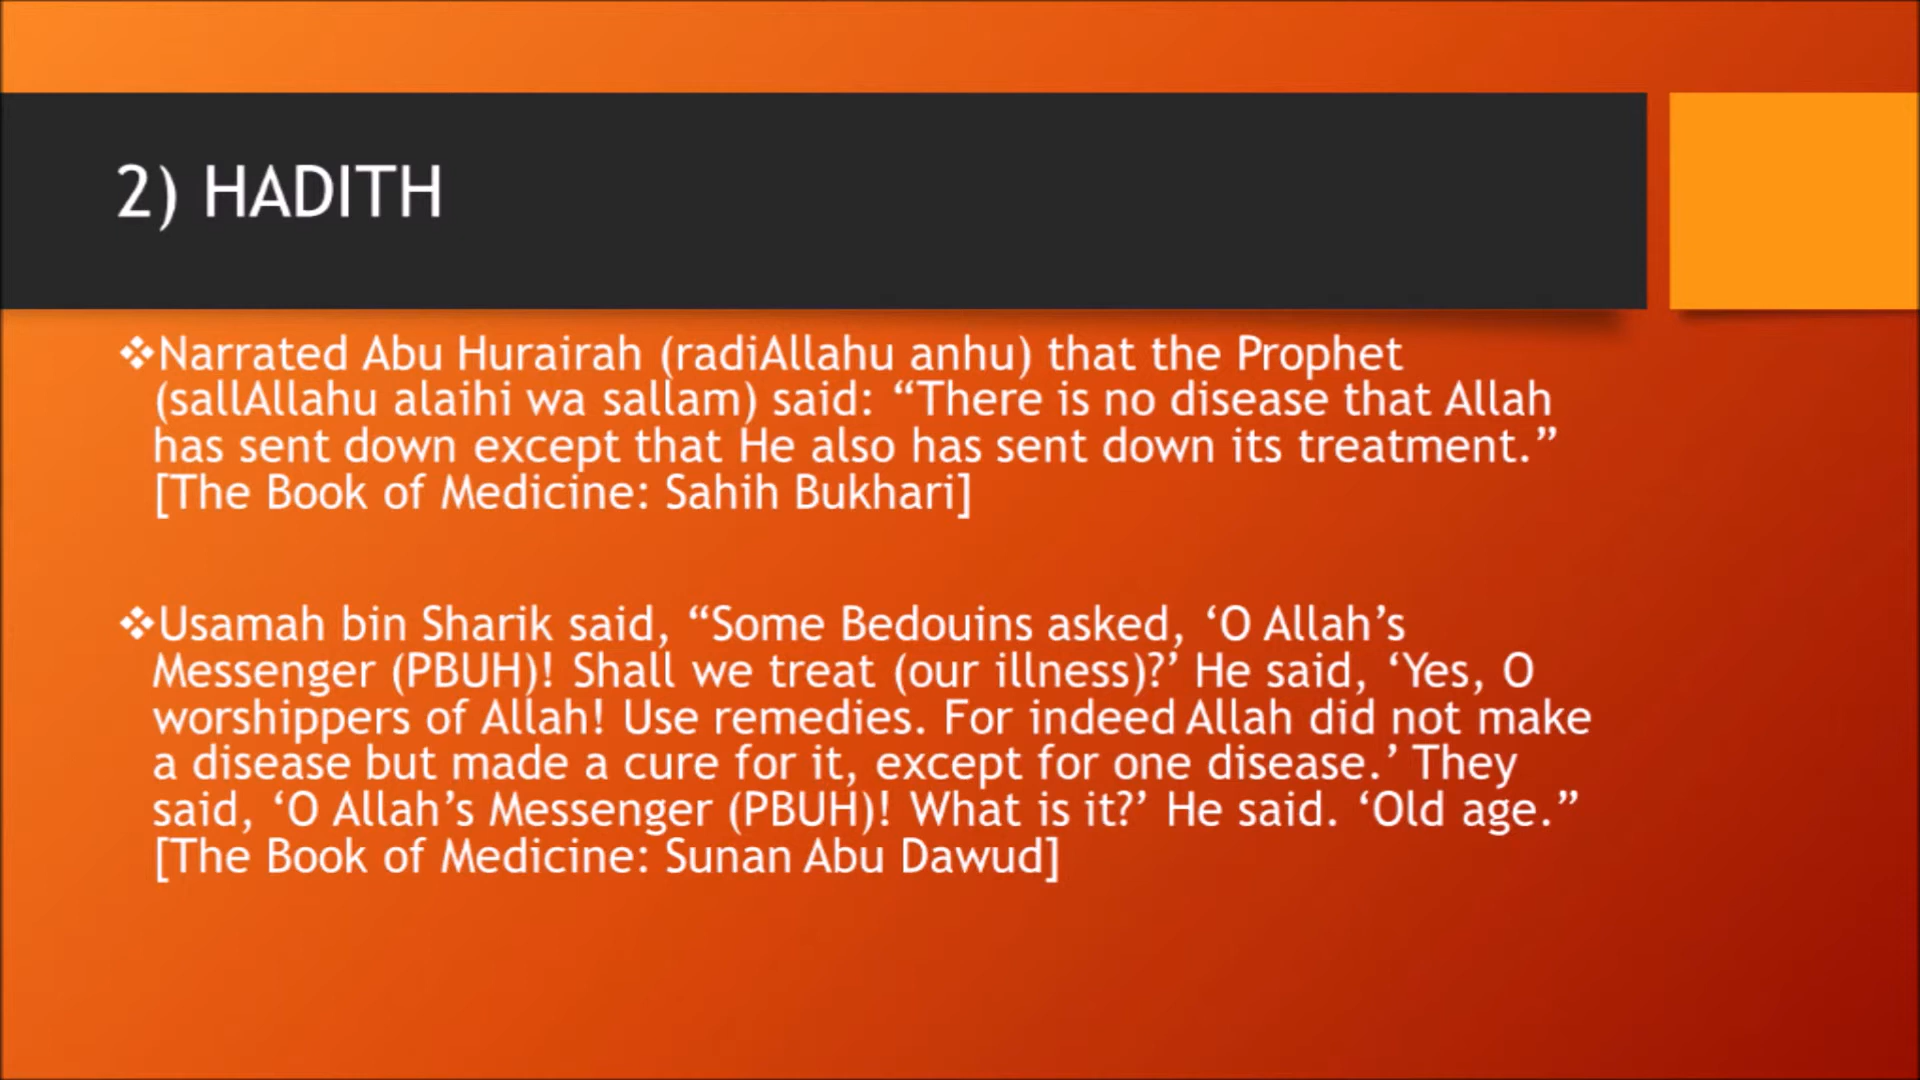 2) HADITH
❖Narrated Abu Hurairah (radiAllahu anhu) that the Prophet
(sallAllahu alaihi wa sallam) said: “There is no disease that Allah
has sent down except that He also has sent down its treatment.”
[The Book of Medicine: Sahih Bukhari]
❖Usamah bin Sharik said, “Some Bedouins asked, ‘O Allah’s
Messenger (PBUH)! Shall we treat (our illness)?’ He said, ‘Yes, O
worshippers of Allah! Use remedies. For indeed Allah did not make
a disease but made a cure for it, except for one disease.’ They
said, ‘O Allah’s Messenger (PBUH)! What is it?’ He said. ‘Old age.”
[The Book of Medicine: Sunan Abu Dawud]